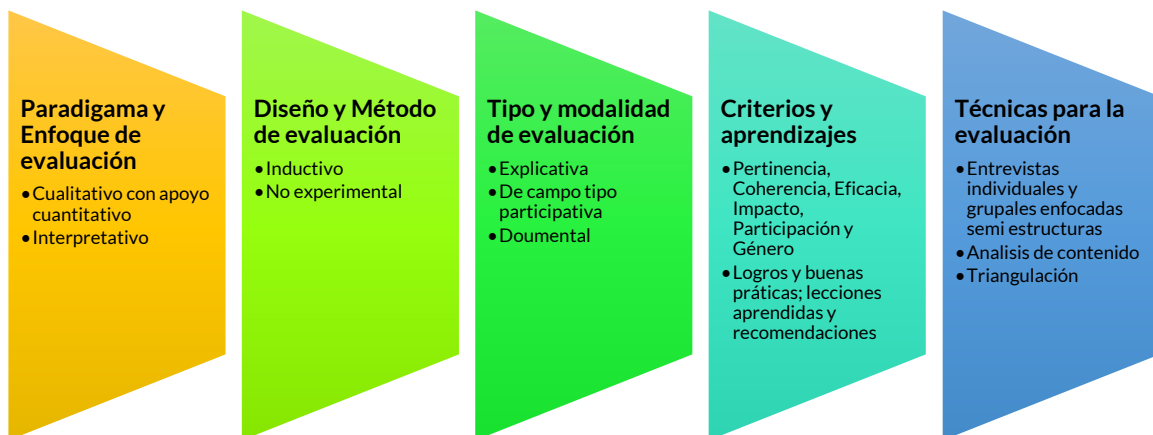 Paradigama y
Enfoque de
evaluación
• Cualitativo con apoyo
cuantitativo
• Interpretativo
Diseño y Método
de evaluación
• Inductivo
• No experimental
Tipo y modalidad
de evaluación
• Explicativa
• De campo tipo
participativa
• Doumental
Criterios y
aprendizajes
• Pertinencia,
Coherencia, Eficacia,
Impacto,
Participación y
Género
• Logros y buenas
práticas; lecciones
aprendidas y
recomendaciones
Técnicas para la
evaluación
• Entrevistas
individuales y
grupales enfocadas
semi estructuras
• Analisis de contenido
• Triangulación